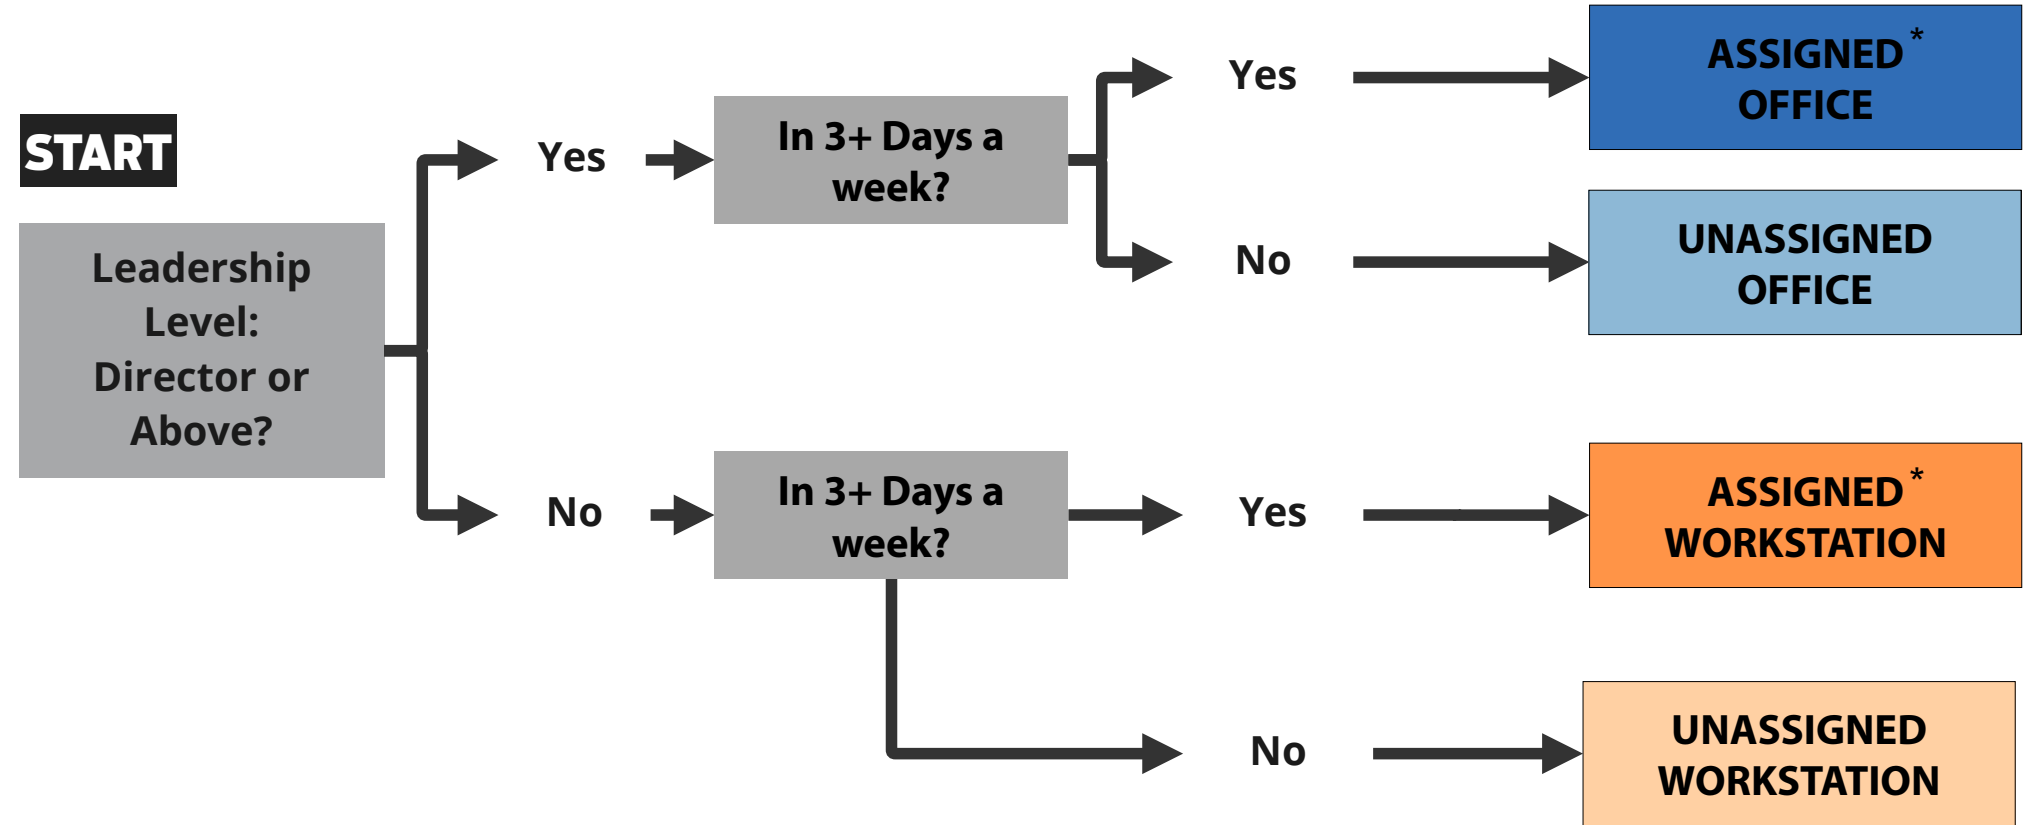 START
Leadership
Level:
Director or
Above?
Yes
In 3+ Days a
week?
Yes
ASSIGNED*
OFFICE
No
UNASSIGNED
OFFICE
No
In 3+ Days a
week?
Yes
ASSIGNED*
WORKSTATION
No
UNASSIGNED
WORKSTATION